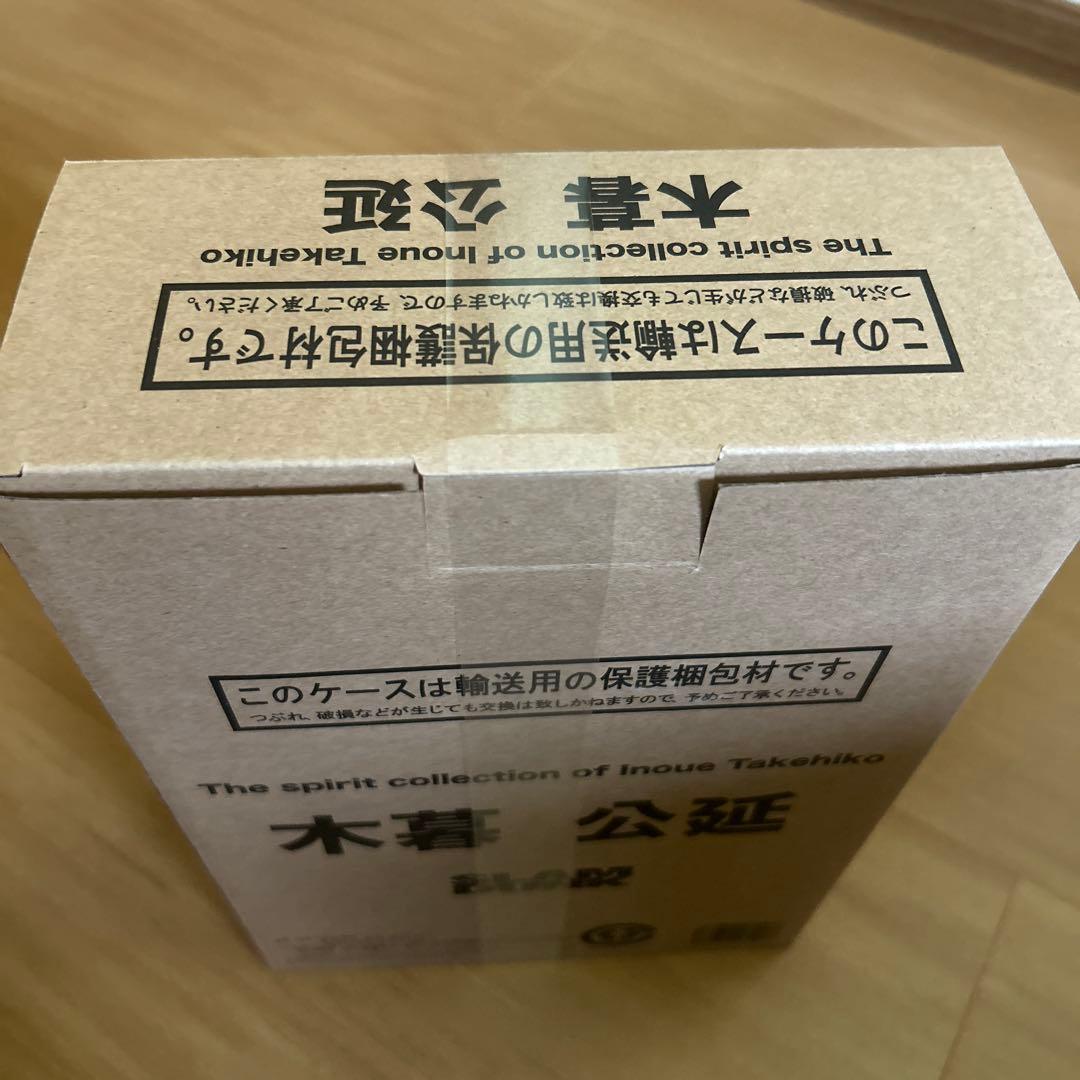 木暮 公延
The spirit collection of Inoue Takehiko
このケースは輸送用の保護梱包材です。
つぶれ、破損などが生じても交換は致しかねますので、予めご了承ください。
このケースは輸送用の保護梱包材です。
つぶれ、破損などが生じても交換は致しかねますので、予めご了承ください。
The spirit collection of Inoue Takehiko
木暮 公延